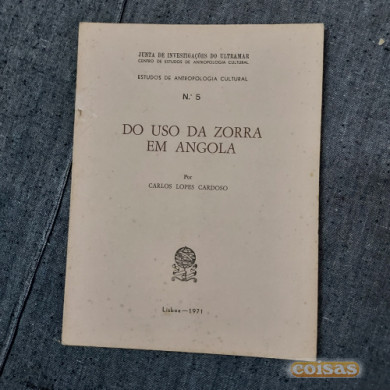 JUNTA DE INVESTIGAÇÕES DO ULTRAMAR
CENTRO DE ESTUDOS DE ANTROPOLOGIA CULTURAL
ESTUDOS DE ANTROPOLOGIA CULTURAL
N.º 5
DO USO DA ZORRA
EM ANGOLA
Por
CARLOS LOPES CARDOSO
Lisboa—1971
coisas